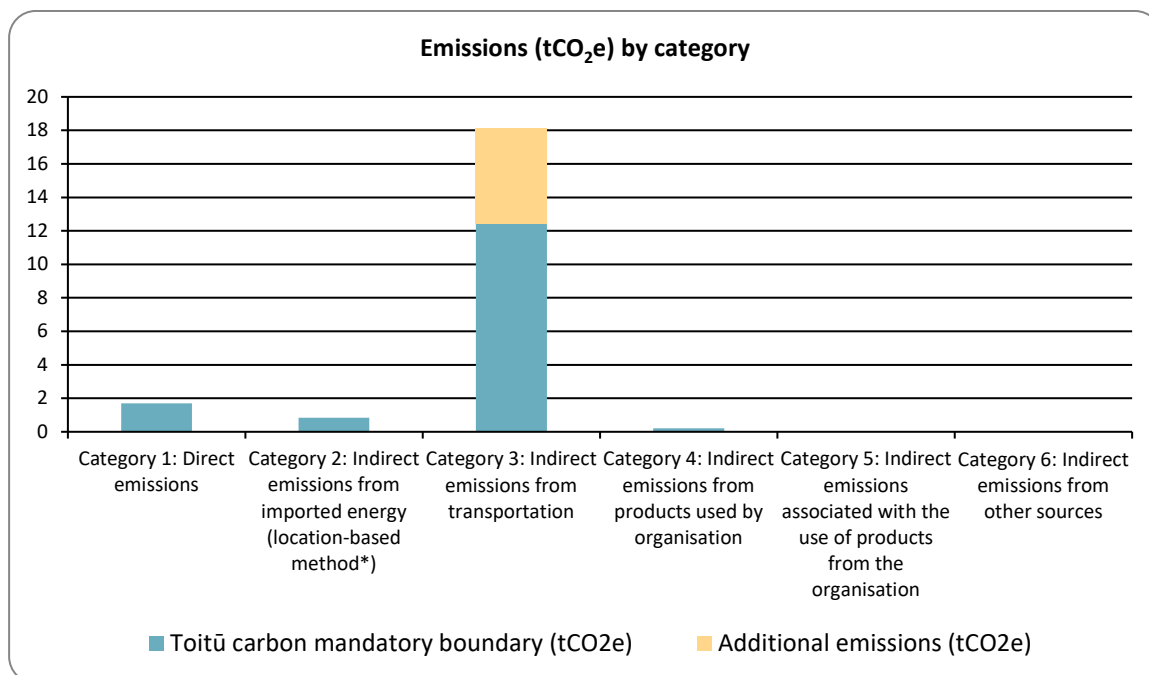 Emissions (tCO₂e) by category
20
18
16
14
12
10
8
6
4
2
0
Category 1: Direct
emissions
Category 2: Indirect
emissions from
imported energy
(location-based
method*)
Category 3: Indirect
emissions from
transportation
Category 4: Indirect
emissions from
products used by
organisation
Category 5: Indirect
emissions
associated with the
use of products
from the
organisation
Category 6: Indirect
emissions from
other sources
Toitū carbon mandatory boundary (tCO2e)
Additional emissions (tCO2e)